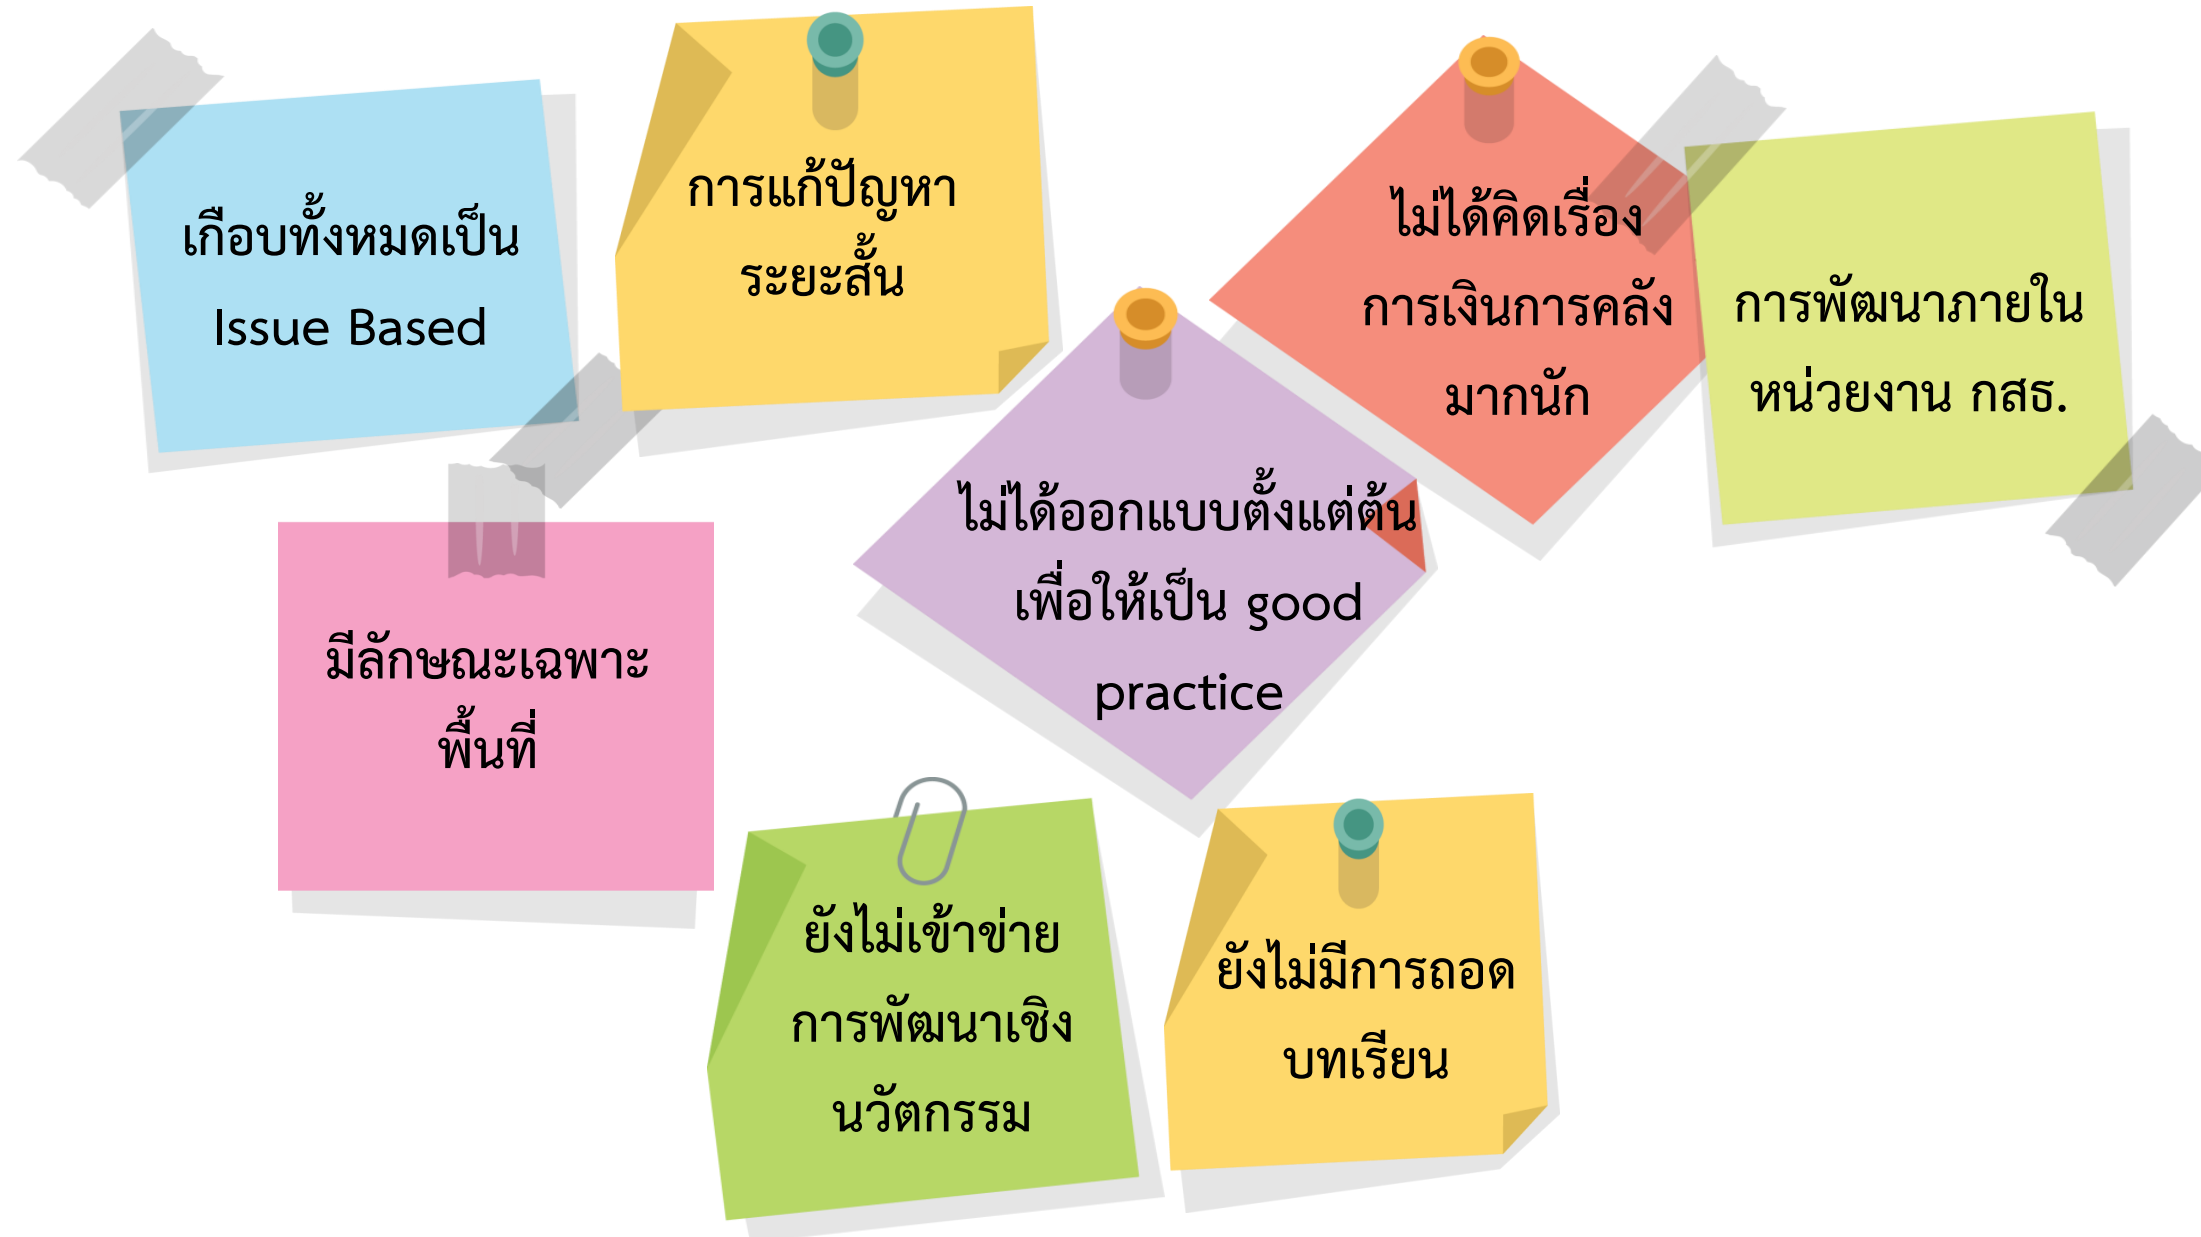 เกือบทั้งหมดเป็น
Issue Based
การแก้ปัญหา
ระยะสั้น
ไม่ได้คิดเรื่อง
การเงินการคลัง
มากนัก
การพัฒนาภายใน
หน่วยงาน กสธ.
มีลักษณะเฉพาะ
พื้นที่
ไม่ได้ออกแบบตั้งแต่ต้น
เพื่อให้เป็น good
practice
ยังไม่เข้าข่าย
การพัฒนาเชิง
นวัตกรรม
ยังไม่มีการถอด
บทเรียน